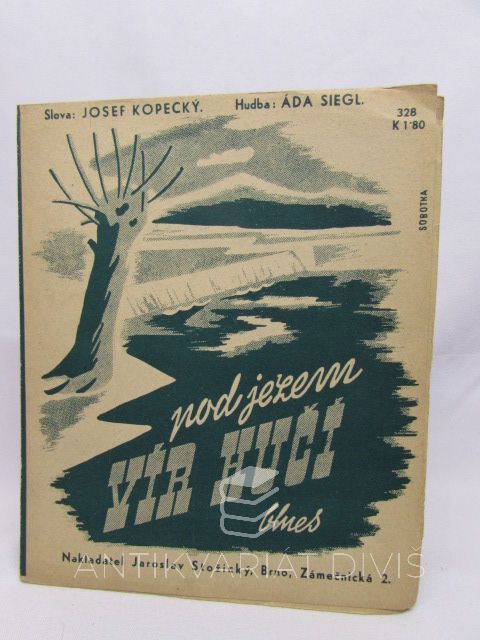 Slova: JOSEF KOPECKÝ. Hudba: ÁDA SIEGL.
328
K 1·80
SOBOTKA
pod jezem
VÍR HUČÍ
blues
Nakladatel Jaroslav Stožický, Brno, Zámečnická 2.
ANTIKVARIÁT DIVIŠ